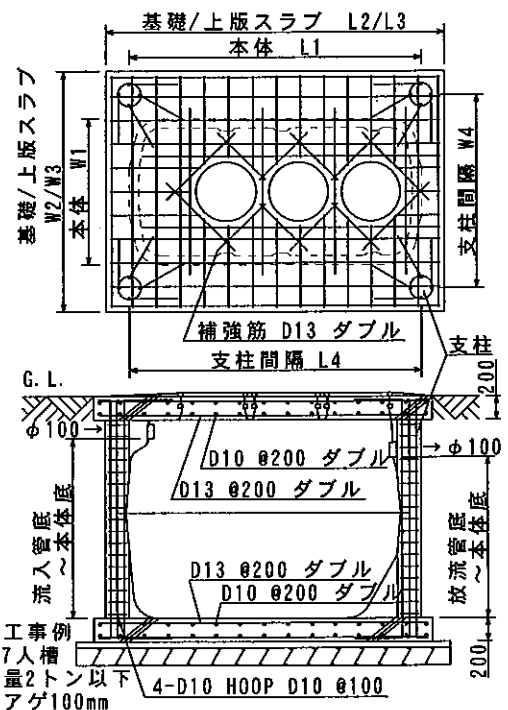 基礎/上版スラブ L2/L3
本体 L1
基礎/上版スラブ
W2/W3
本体 W1
支柱間隔 W4
補強筋 D13 ダブル
支柱間隔 L4
支柱
G.L.
200
φ100→
→φ100
D10 @200 ダブル
D13 @200 ダブル
流入管底
～本体底
放流管底
～本体底
D13 @200 ダブル
D10 @200 ダブル
工事例
7人槽
量2トン以下
アゲ100mm
4-D10 HOOP D10 @100
200